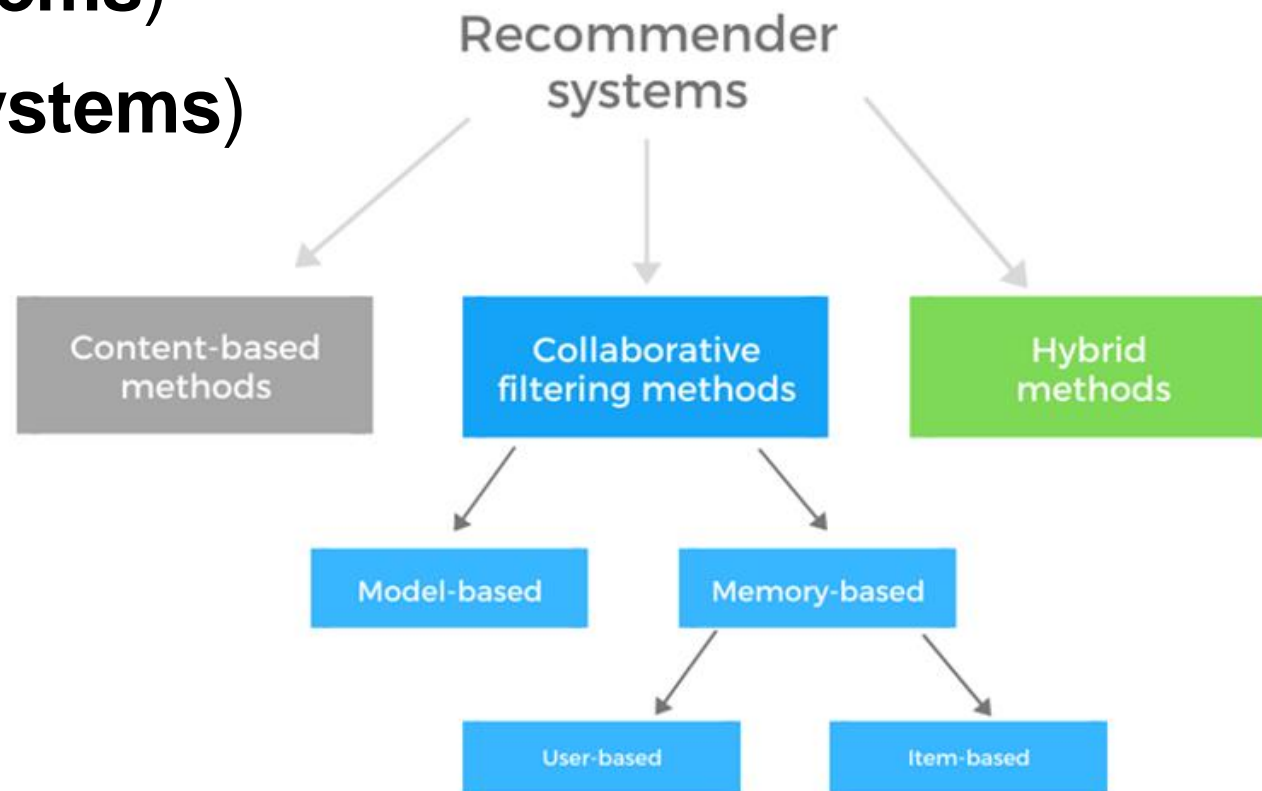 ystems)
Recommender
systems
Content-based
methods
Collaborative
filtering methods
Hybrid
methods
Model-based
Memory-based
User-based
Item-based